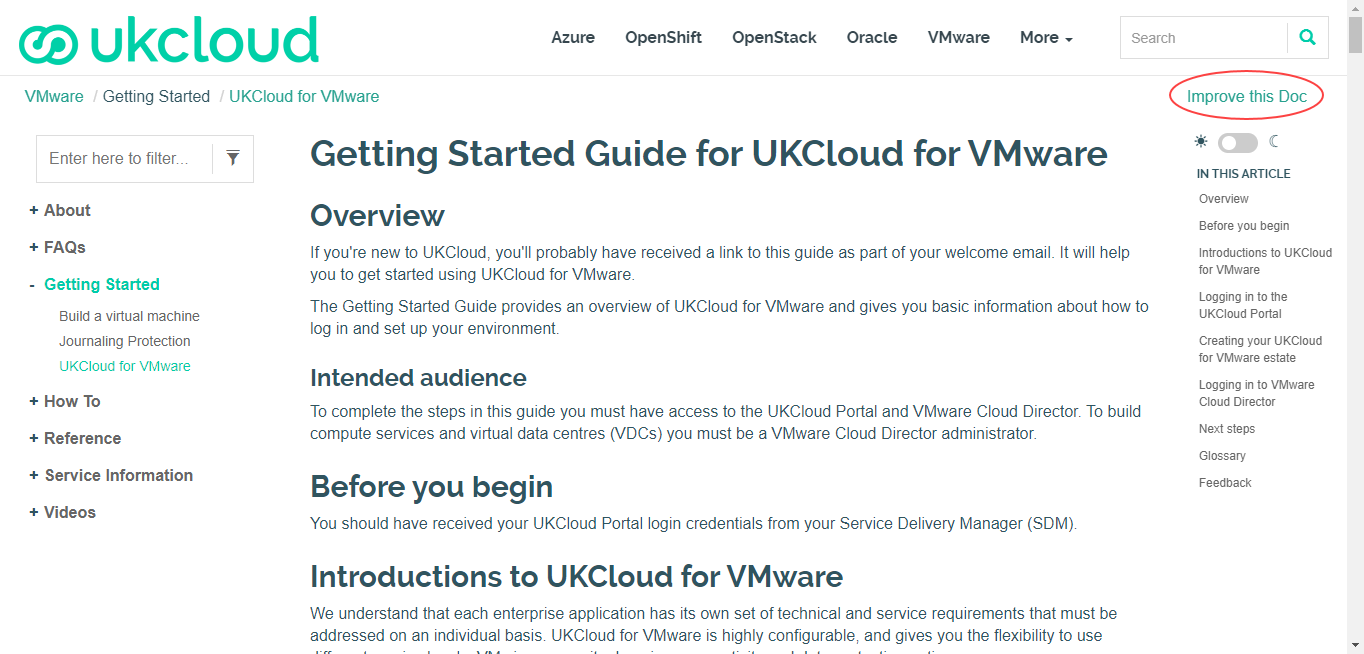 ukcloud
Azure OpenShift OpenStack Oracle VMware More
Search
VMware / Getting Started / UKCloud for VMware
Improve this Doc
Enter here to filter...
+ About
+ FAQs
- Getting Started
Build a virtual machine
Journaling Protection
UKCloud for VMware
+ How To
+ Reference
+ Service Information
+ Videos
Getting Started Guide for UKCloud for VMware
Overview
If you're new to UKCloud, you'll probably have received a link to this guide as part of your welcome email. It will help
you to get started using UKCloud for VMware.
The Getting Started Guide provides an overview of UKCloud for VMware and gives you basic information about how to
log in and set up your environment.
Intended audience
To complete the steps in this guide you must have access to the UKCloud Portal and VMware Cloud Director. To build
compute services and virtual data centres (VDCs) you must be a VMware Cloud Director administrator.
Before you begin
You should have received your UKCloud Portal login credentials from your Service Delivery Manager (SDM).
Introductions to UKCloud for VMware
We understand that each enterprise application has its own set of technical and service requirements that must be
addressed on an individual basis. UKCloud for VMware is highly configurable, and gives you the flexibility to use
IN THIS ARTICLE
Overview
Before you begin
Introductions to UKCloud
for VMware
Logging in to the
UKCloud Portal
Creating your UKCloud
for VMware estate
Logging in to VMware
Cloud Director
Next steps
Glossary
Feedback